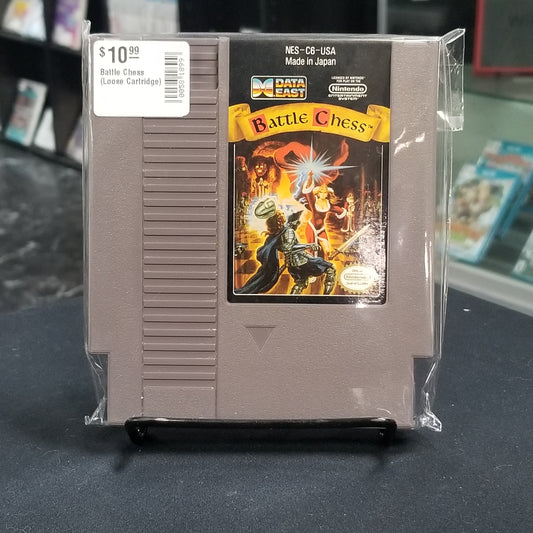 $10.99
Battle Chess
(Loose Cartridge)
NES-C6-USA
Made in Japan
DATA
EAST
LICENSED BY NINTENDO
FOR PLAY ON THE
Nintendo
ENTERTAINMENT
SYSTEM
Battle Chess™